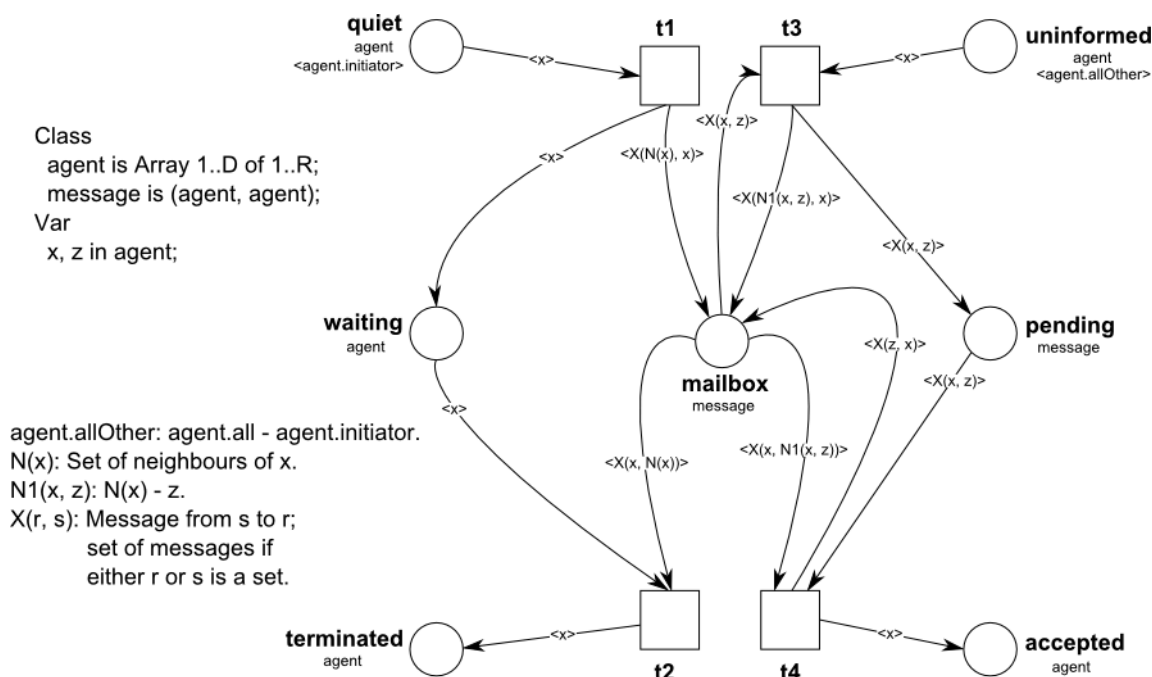 quiet
agent
<agent.initiator>
t1
t3
uninformed
agent
<agent.allOther>
<x>
<x>
Class
agent is Array 1..D of 1..R;
message is (agent, agent);
Var
x, z in agent;
<x>
<X(N(x), x)>
<X(x, z)>
<X(N1(x, z), x)>
<X(x, z)>
waiting
agent
mailbox
message
pending
message
<X(z, x)>
<X(x, z)>
<x>
agent.allOther: agent.all - agent.initiator.
N(x): Set of neighbours of x.
N1(x, z): N(x) - z.
X(r, s): Message from s to r;
set of messages if
either r or s is a set.
<X(x, N(x))>
<X(x, N1(x, z))>
terminated
agent
<x>
t2
t4
<x>
accepted
agent